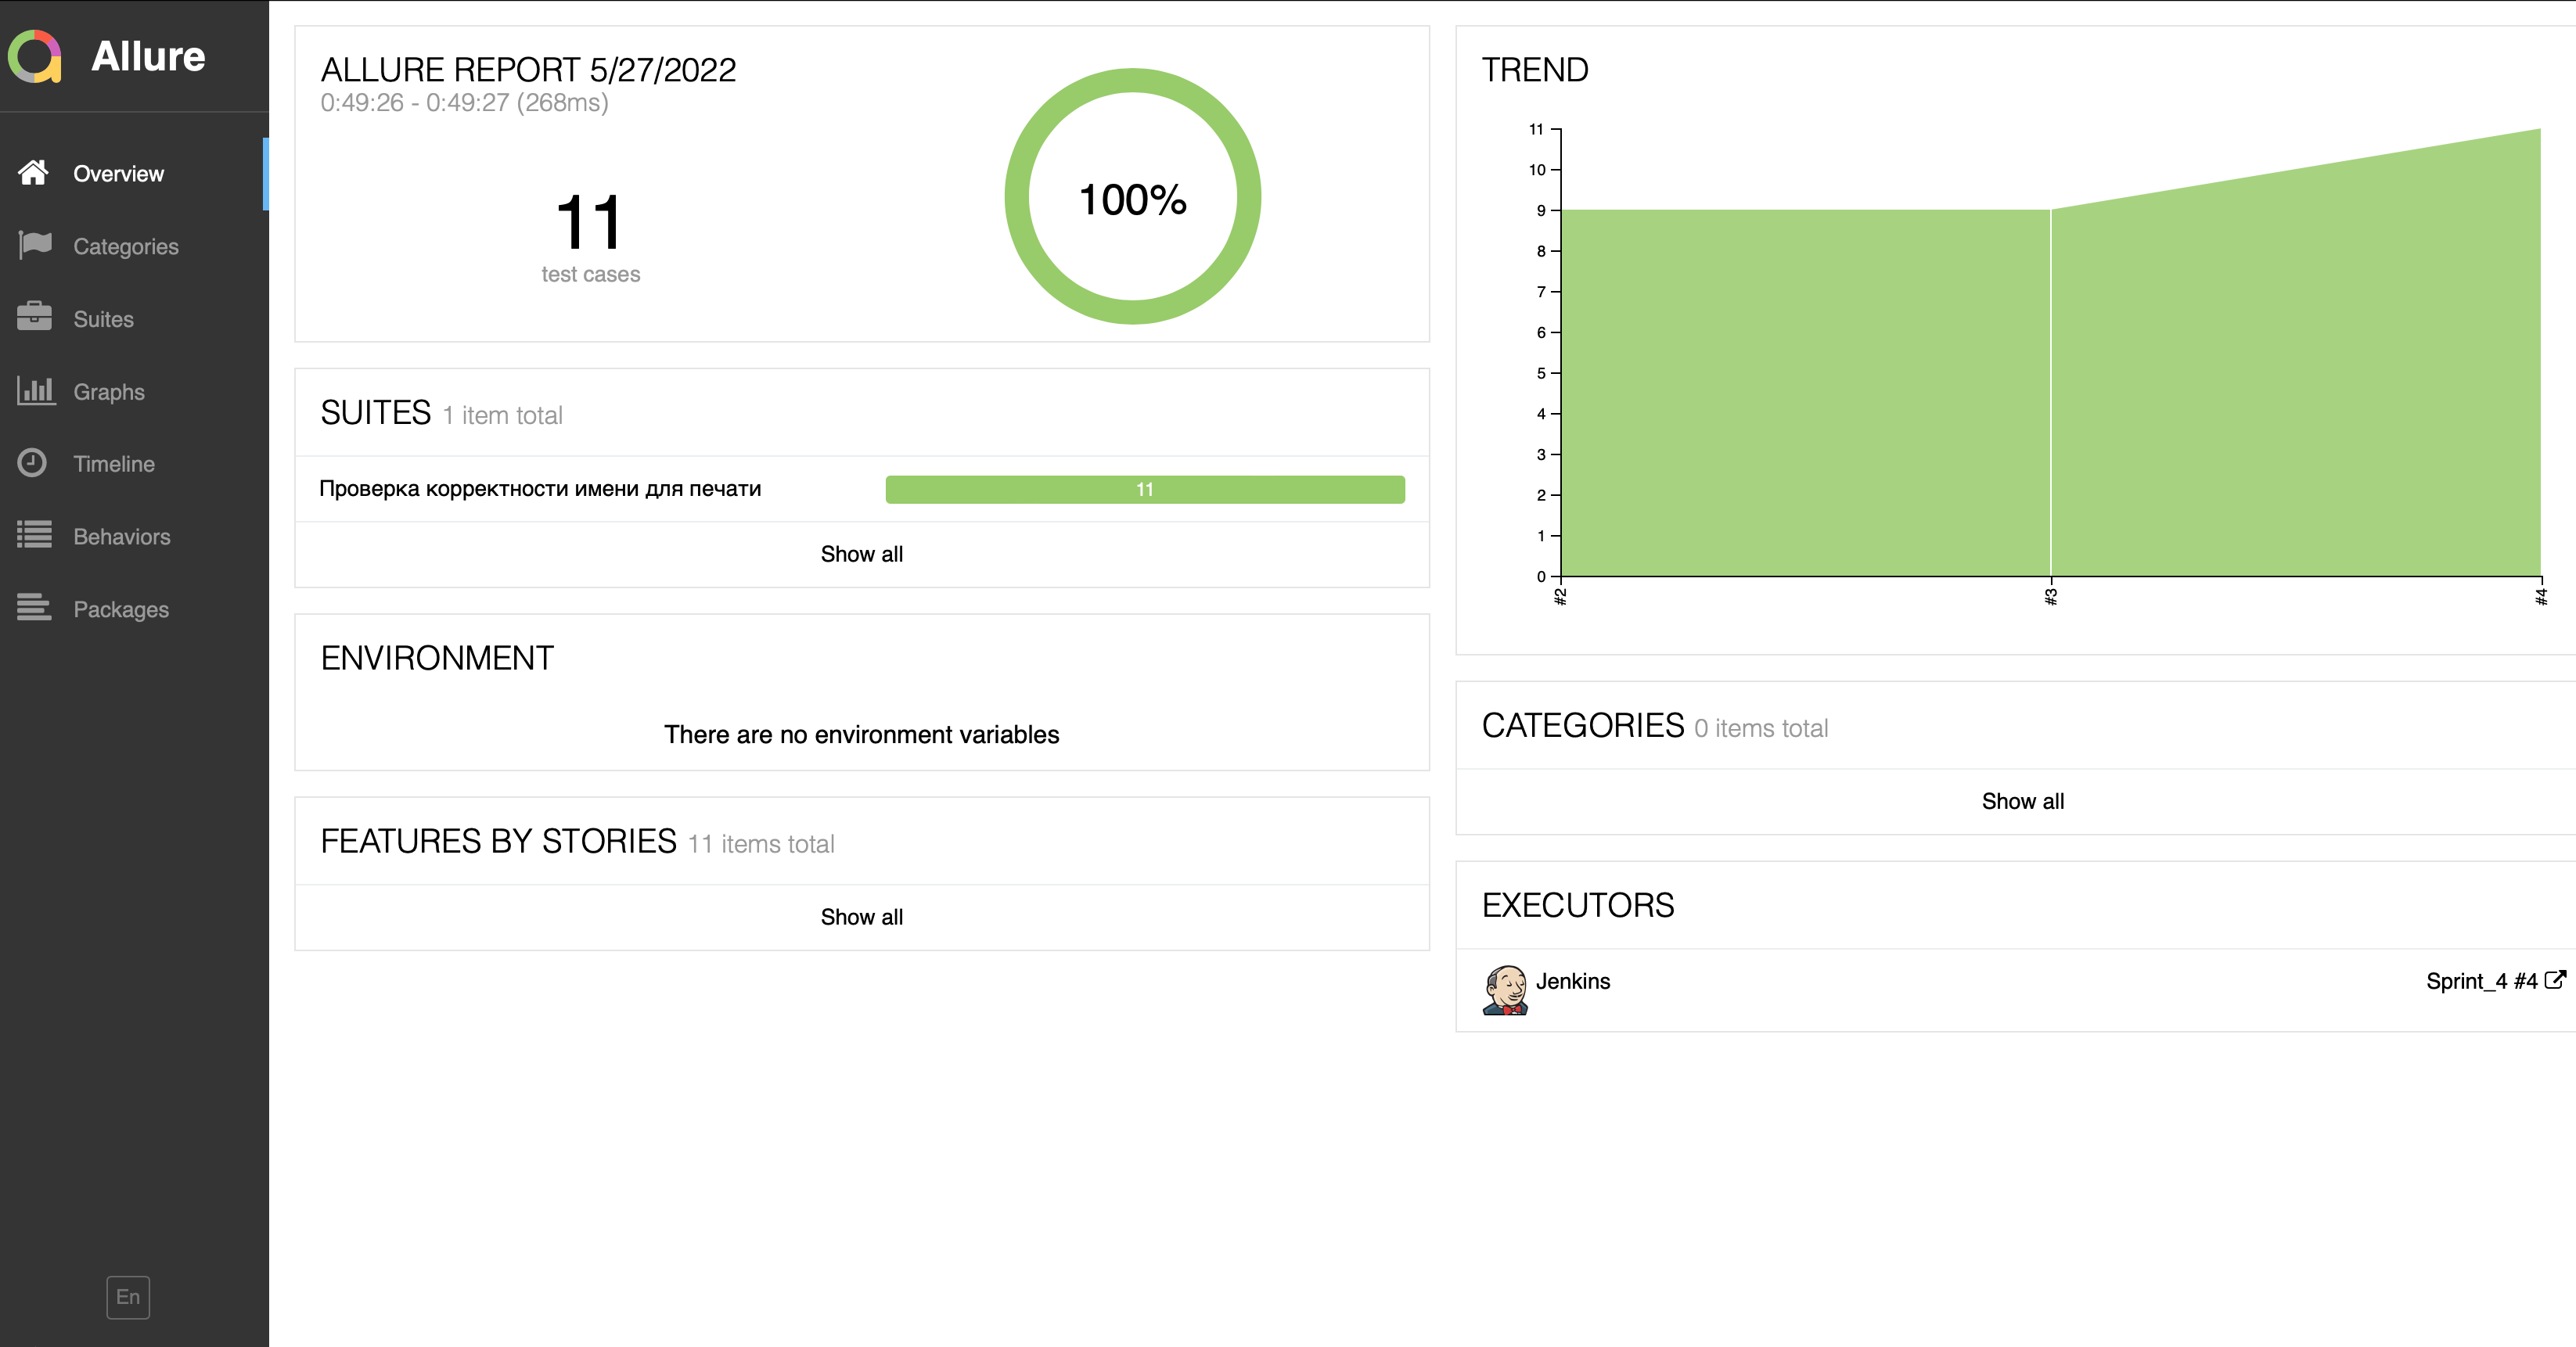 Allure
Overview
Categories
Suites
Graphs
Timeline
Behaviors
Packages
En
ALLURE REPORT 5/27/2022
0:49:26 - 0:49:27 (268ms)
11
test cases
100%
SUITES 1 item total
Проверка корректности имени для печати 11
Show all
ENVIRONMENT
There are no environment variables
FEATURES BY STORIES 11 items total
Show all
TREND
11
10
9
8
7
6
5
4
3
2
1
0
#2 #3 #4
CATEGORIES 0 items total
Show all
EXECUTORS
Jenkins Sprint_4 #4